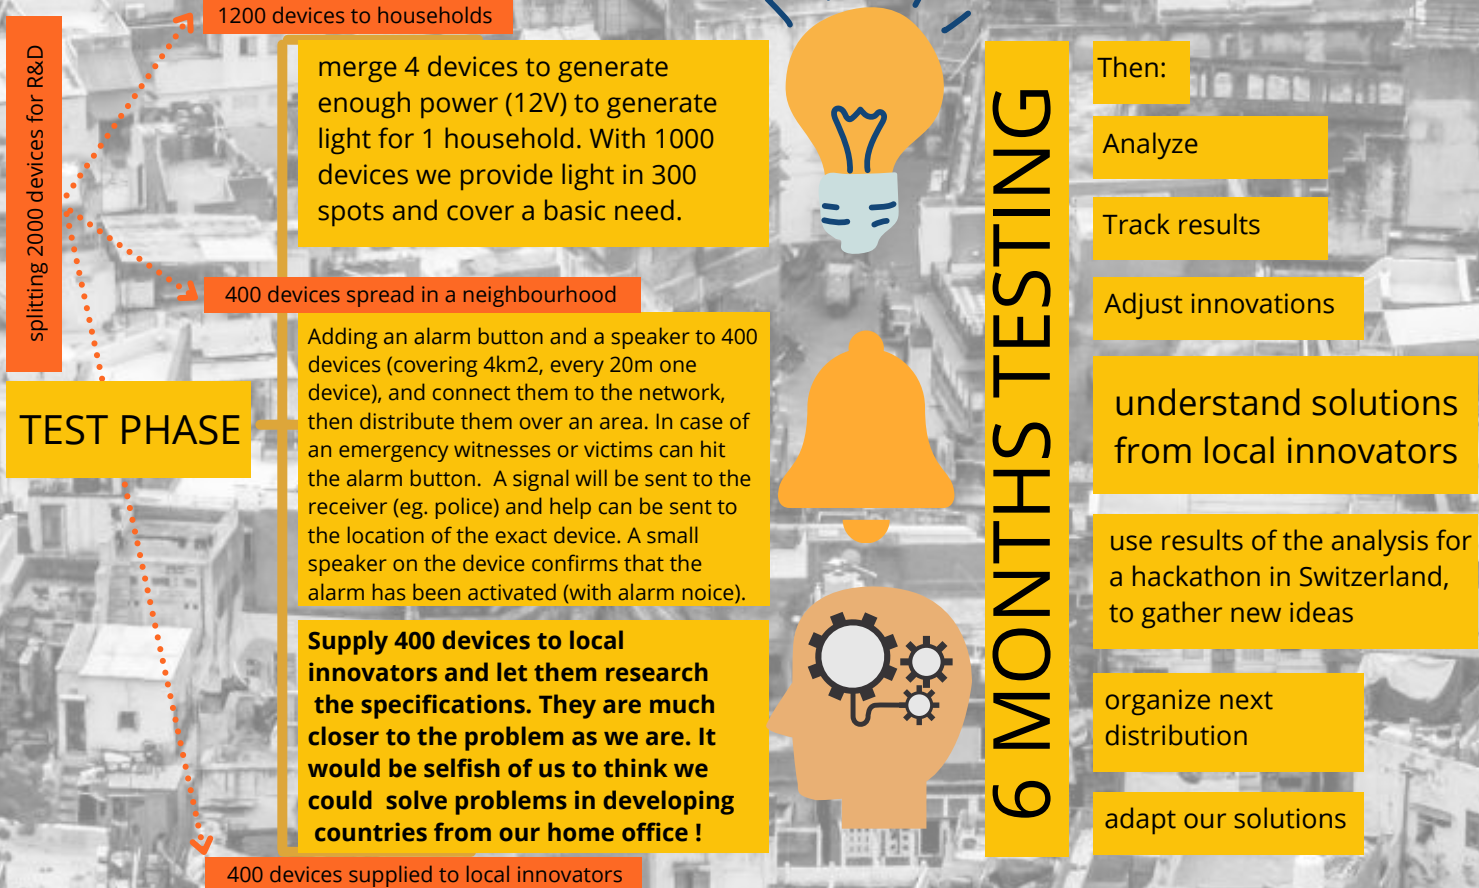 splitting 2000 devices for R&D
1200 devices to households
merge 4 devices to generate
enough power (12V) to generate
light for 1 household. With 1000
devices we provide light in 300
spots and cover a basic need.
400 devices spread in a neighbourhood
TEST PHASE
Adding an alarm button and a speaker to 400
devices (covering 4km2, every 20m one
device), and connect them to the network,
then distribute them over an area. In case of
an emergency witnesses or victims can hit
the alarm button.  A signal will be sent to the
receiver (eg. police) and help can be sent to
the location of the exact device. A small
speaker on the device confirms that the
alarm has been activated (with alarm noice).
Supply 400 devices to local
innovators and let them research
the specifications. They are much
closer to the problem as we are. It
would be selfish of us to think we
could  solve problems in developing
countries from our home office !
400 devices supplied to local innovators
6 MONTHS TESTING
Then:
Analyze
Track results
Adjust innovations
understand solutions
from local innovators
use results of the analysis for
a hackathon in Switzerland,
to gather new ideas
organize next
distribution
adapt our solutions